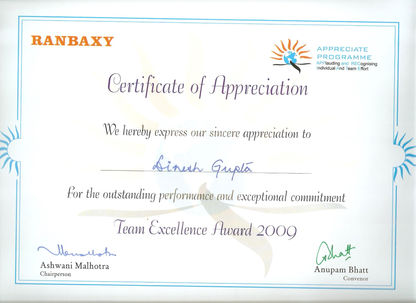 RANBAXY
APPRECIATE
PROGRAMME
Certificate of Appreciation
We hereby express our sincere appreciation to
Dinesh Gupta
For the outstanding performance and exceptional commitment
Team Excellence Award 2009
Ashwani Malhotra
Chairperson
Anupam Bhatt
Convenor